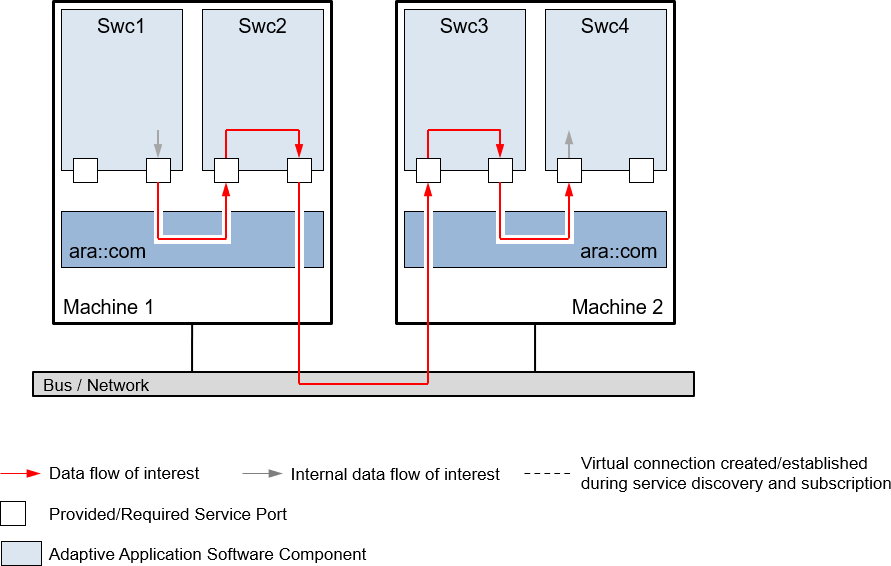 Swc1
Swc2
Swc3
Swc4
ara::com
ara::com
Machine 1
Machine 2
Bus / Network
Data flow of interest
Internal data flow of interest
Virtual connection created/established
during service discovery and subscription
Provided/Required Service Port
Adaptive Application Software Component